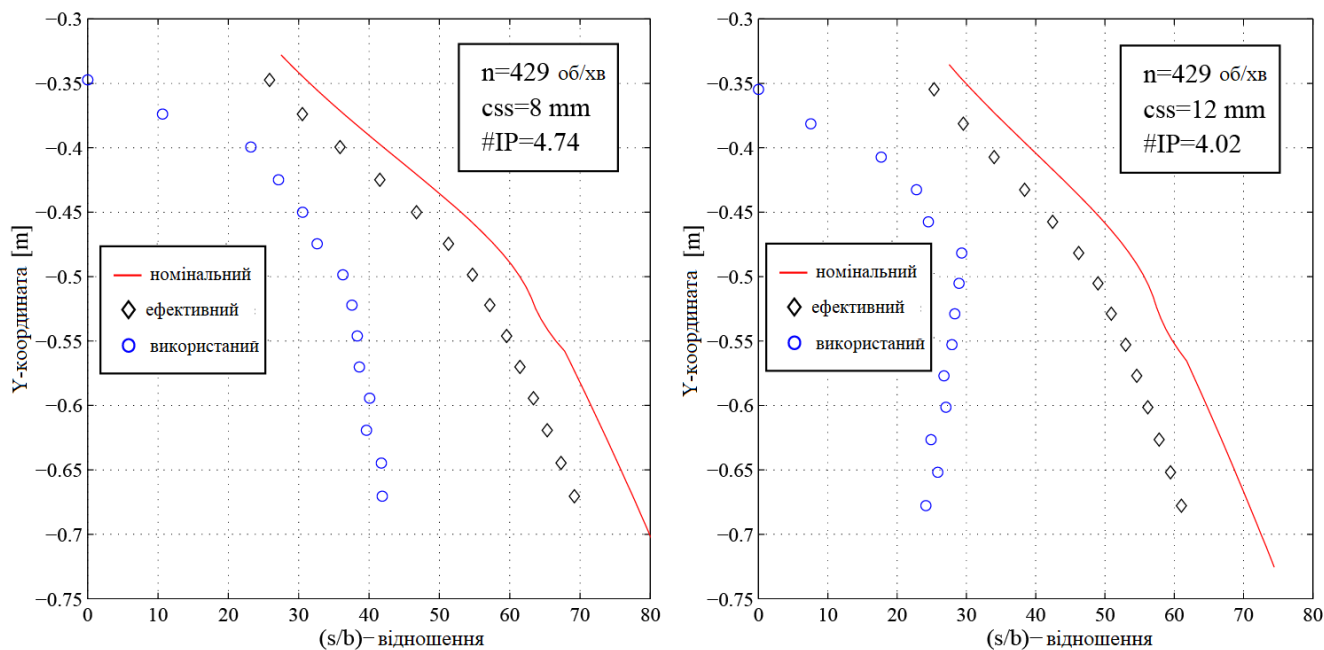 −0.3
−0.35
−0.4
−0.45
−0.5
−0.55
−0.6
−0.65
−0.7
−0.75
0 10 20 30 40 50 60 70 80
Y-координата [m]
(s/b)−відношення
n=429 об/хв
css=8 mm
#IP=4.74
номінальний
ефективний
використаний
−0.3
−0.35
−0.4
−0.45
−0.5
−0.55
−0.6
−0.65
−0.7
−0.75
0 10 20 30 40 50 60 70 80
Y-координата [m]
(s/b)−відношення
n=429 об/хв
css=12 mm
#IP=4.02
номінальний
ефективний
використаний